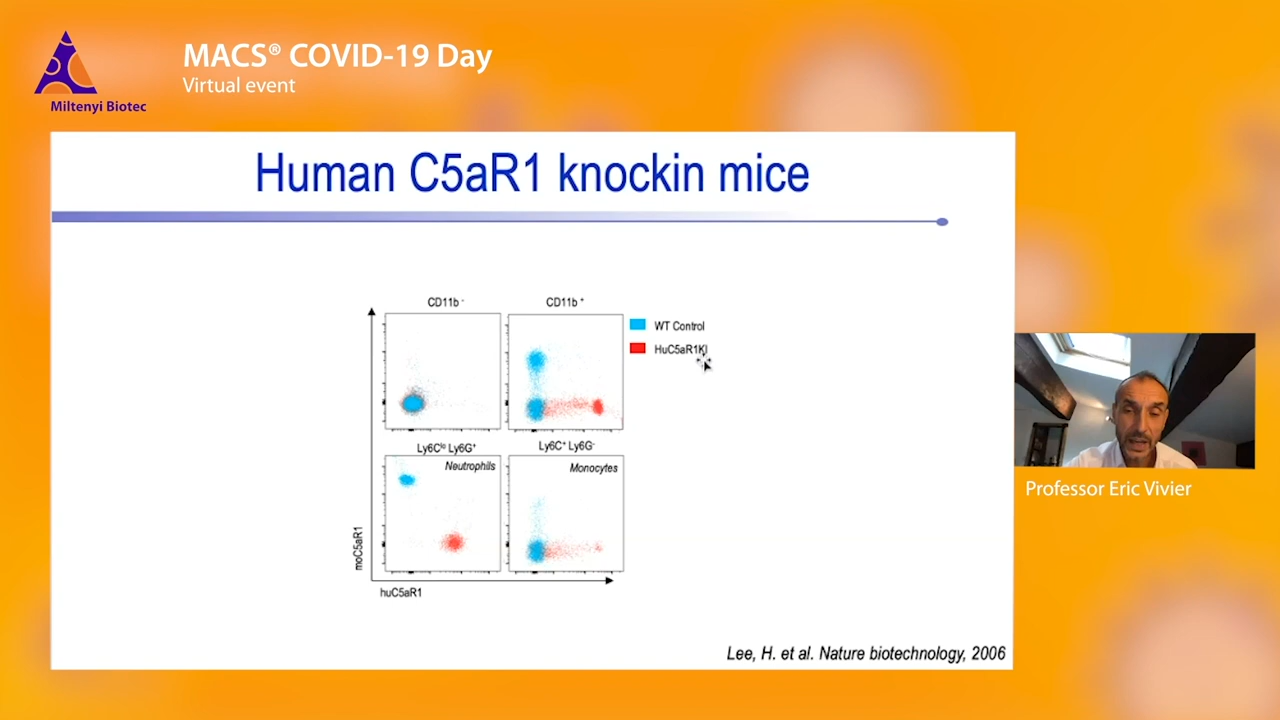 MACS® COVID-19 Day
Virtual event
Miltenyi Biotec
Human C5aR1 knockin mice
CD11b -
CD11b +
WT Control
HuC5aR1KI
Ly6Clo Ly6G+
Ly6C+ Ly6G-
Neutrophils
Monocytes
moC5aR1
huC5aR1
Lee, H. et al. Nature biotechnology, 2006
Professor Eric Vivier